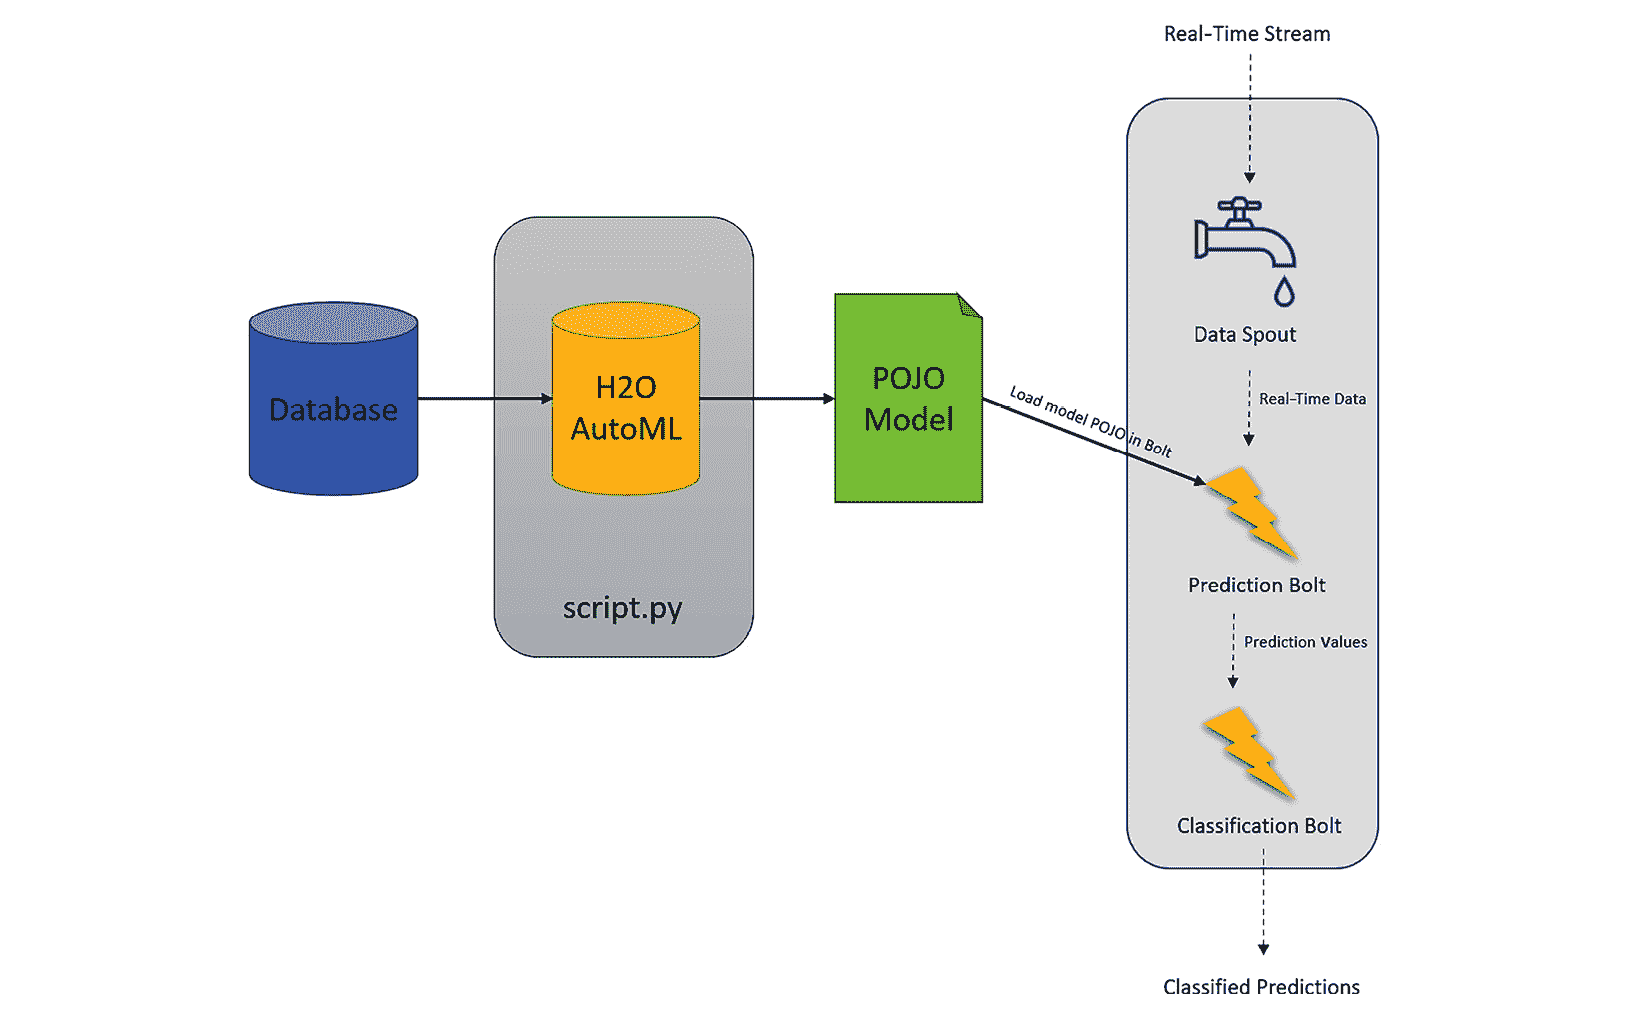 Real-Time Stream
Database
H2O
AutoML
script.py
POJO
Model
Load model POJO in Bolt
Data Spout
Real-Time Data
Prediction Bolt
Prediction Values
Classification Bolt
Classified Predictions